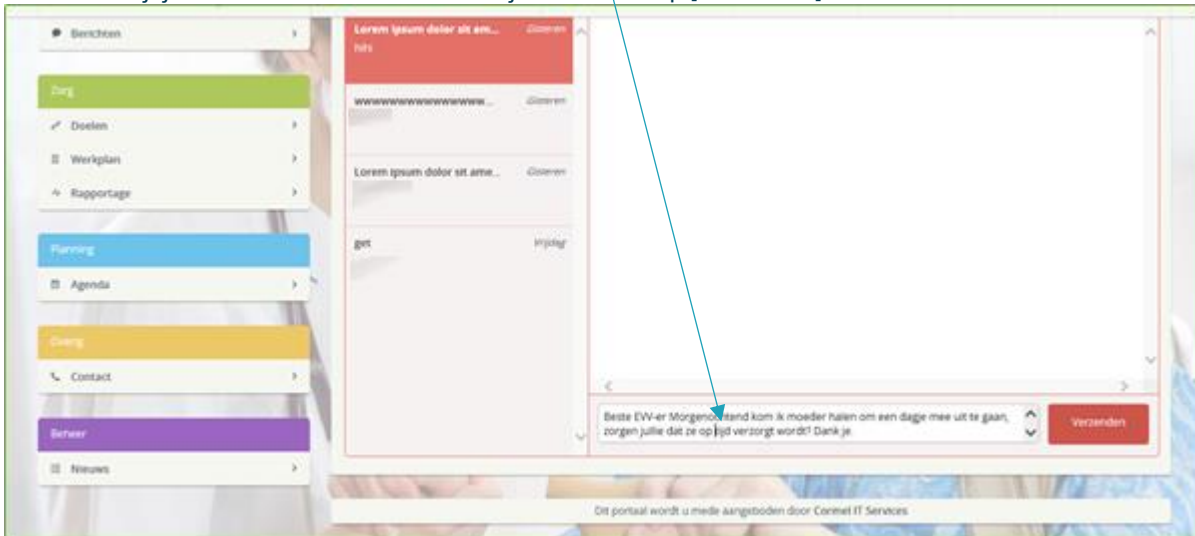 Berichten
Lorem ipsum dolor sit am... Gisteren
hihi
Zorg
Doelen
Werkplan
Rapportage
wwwwwwwwwwwwwwww... Gisteren
Lorem ipsum dolor sit ame... Gisteren
get Vrijdag
Planning
Agenda
Overig
Contact
Beheer
Nieuws
Beste EVV-er Morgenochtend kom ik moeder halen om een dagje mee uit te gaan,
zorgen jullie dat ze op tijd verzorgt wordt? Dank je.
Verzenden
Dit portaal wordt u mede aangeboden door Cormel IT Services